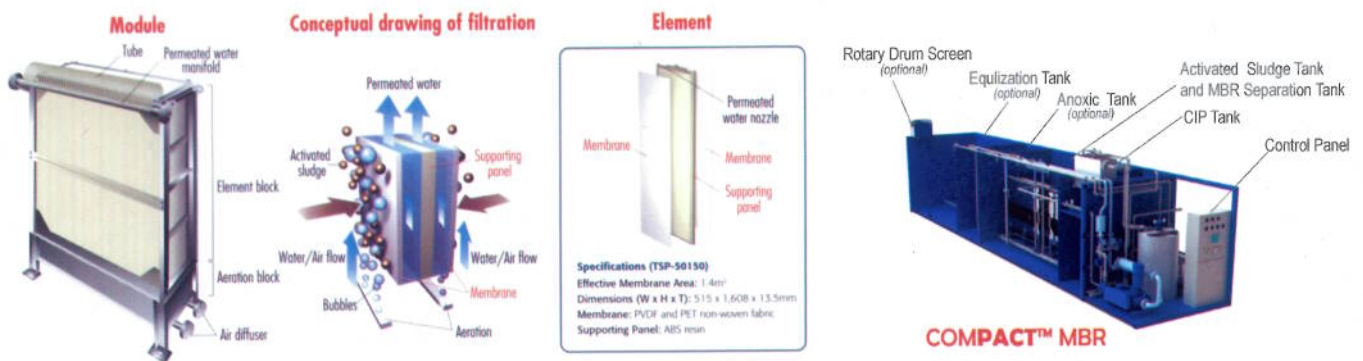 Module
Tube
Permeated water
manifold
Element block
Aeration block
Air diffuser
Conceptual drawing of filtration
Permeated water
Activated
sludge
Supporting
panel
Water/Air flow
Water/Air flow
Bubbles
Membrane
Aeration
Element
Permeated
water nozzle
Membrane
Membrane
Supporting
panel
Specifications (TSP-50150)
Effective Membrane Area: 1.4m²
Dimensions (W x H x T): 515 x 1,608 x 13.5mm
Membrane: PVDF and PET non-woven fabric
Supporting Panel: ABS resin
Rotary Drum Screen
(optional)
Equlization Tank
(optional)
Anoxic Tank
(optional)
Activated Sludge Tank
and MBR Separation Tank
CIP Tank
Control Panel
COMPACT™ MBR